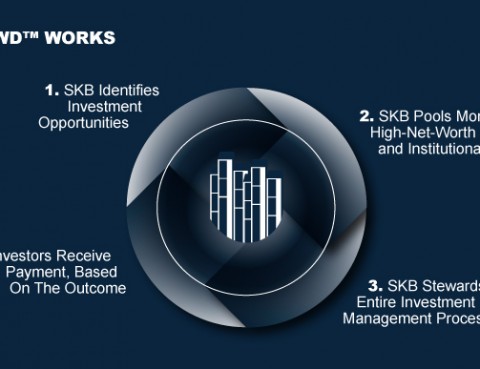 WD™ WORKS
1. SKB Identifies
Investment
Opportunities
2. SKB Pools Mon
High-Net-Worth
and Institutiona
3. SKB Stewards
Entire Investment
Management Proces
nvestors Receive
Payment, Based
On The Outcome